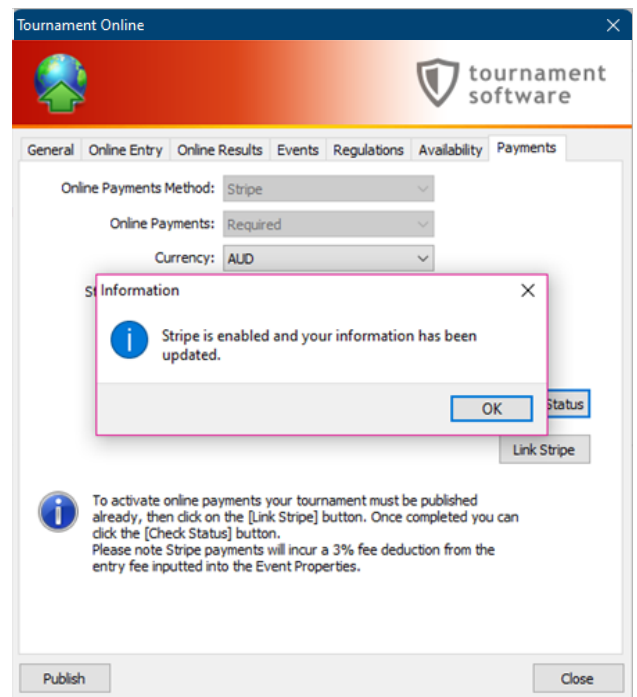 Tournament Online
tournament
software
General Online Entry Online Results Events Regulations Availability Payments
Online Payments Method: Stripe
Online Payments: Required
Currency: AUD
Information
Stripe is enabled and your information has been
updated.
OK
Status
Link Stripe
To activate online payments your tournament must be published
already, then click on the [Link Stripe] button. Once completed you can
click the [Check Status] button.
Please note Stripe payments will incur a 3% fee deduction from the
entry fee inputted into the Event Properties.
Publish Close